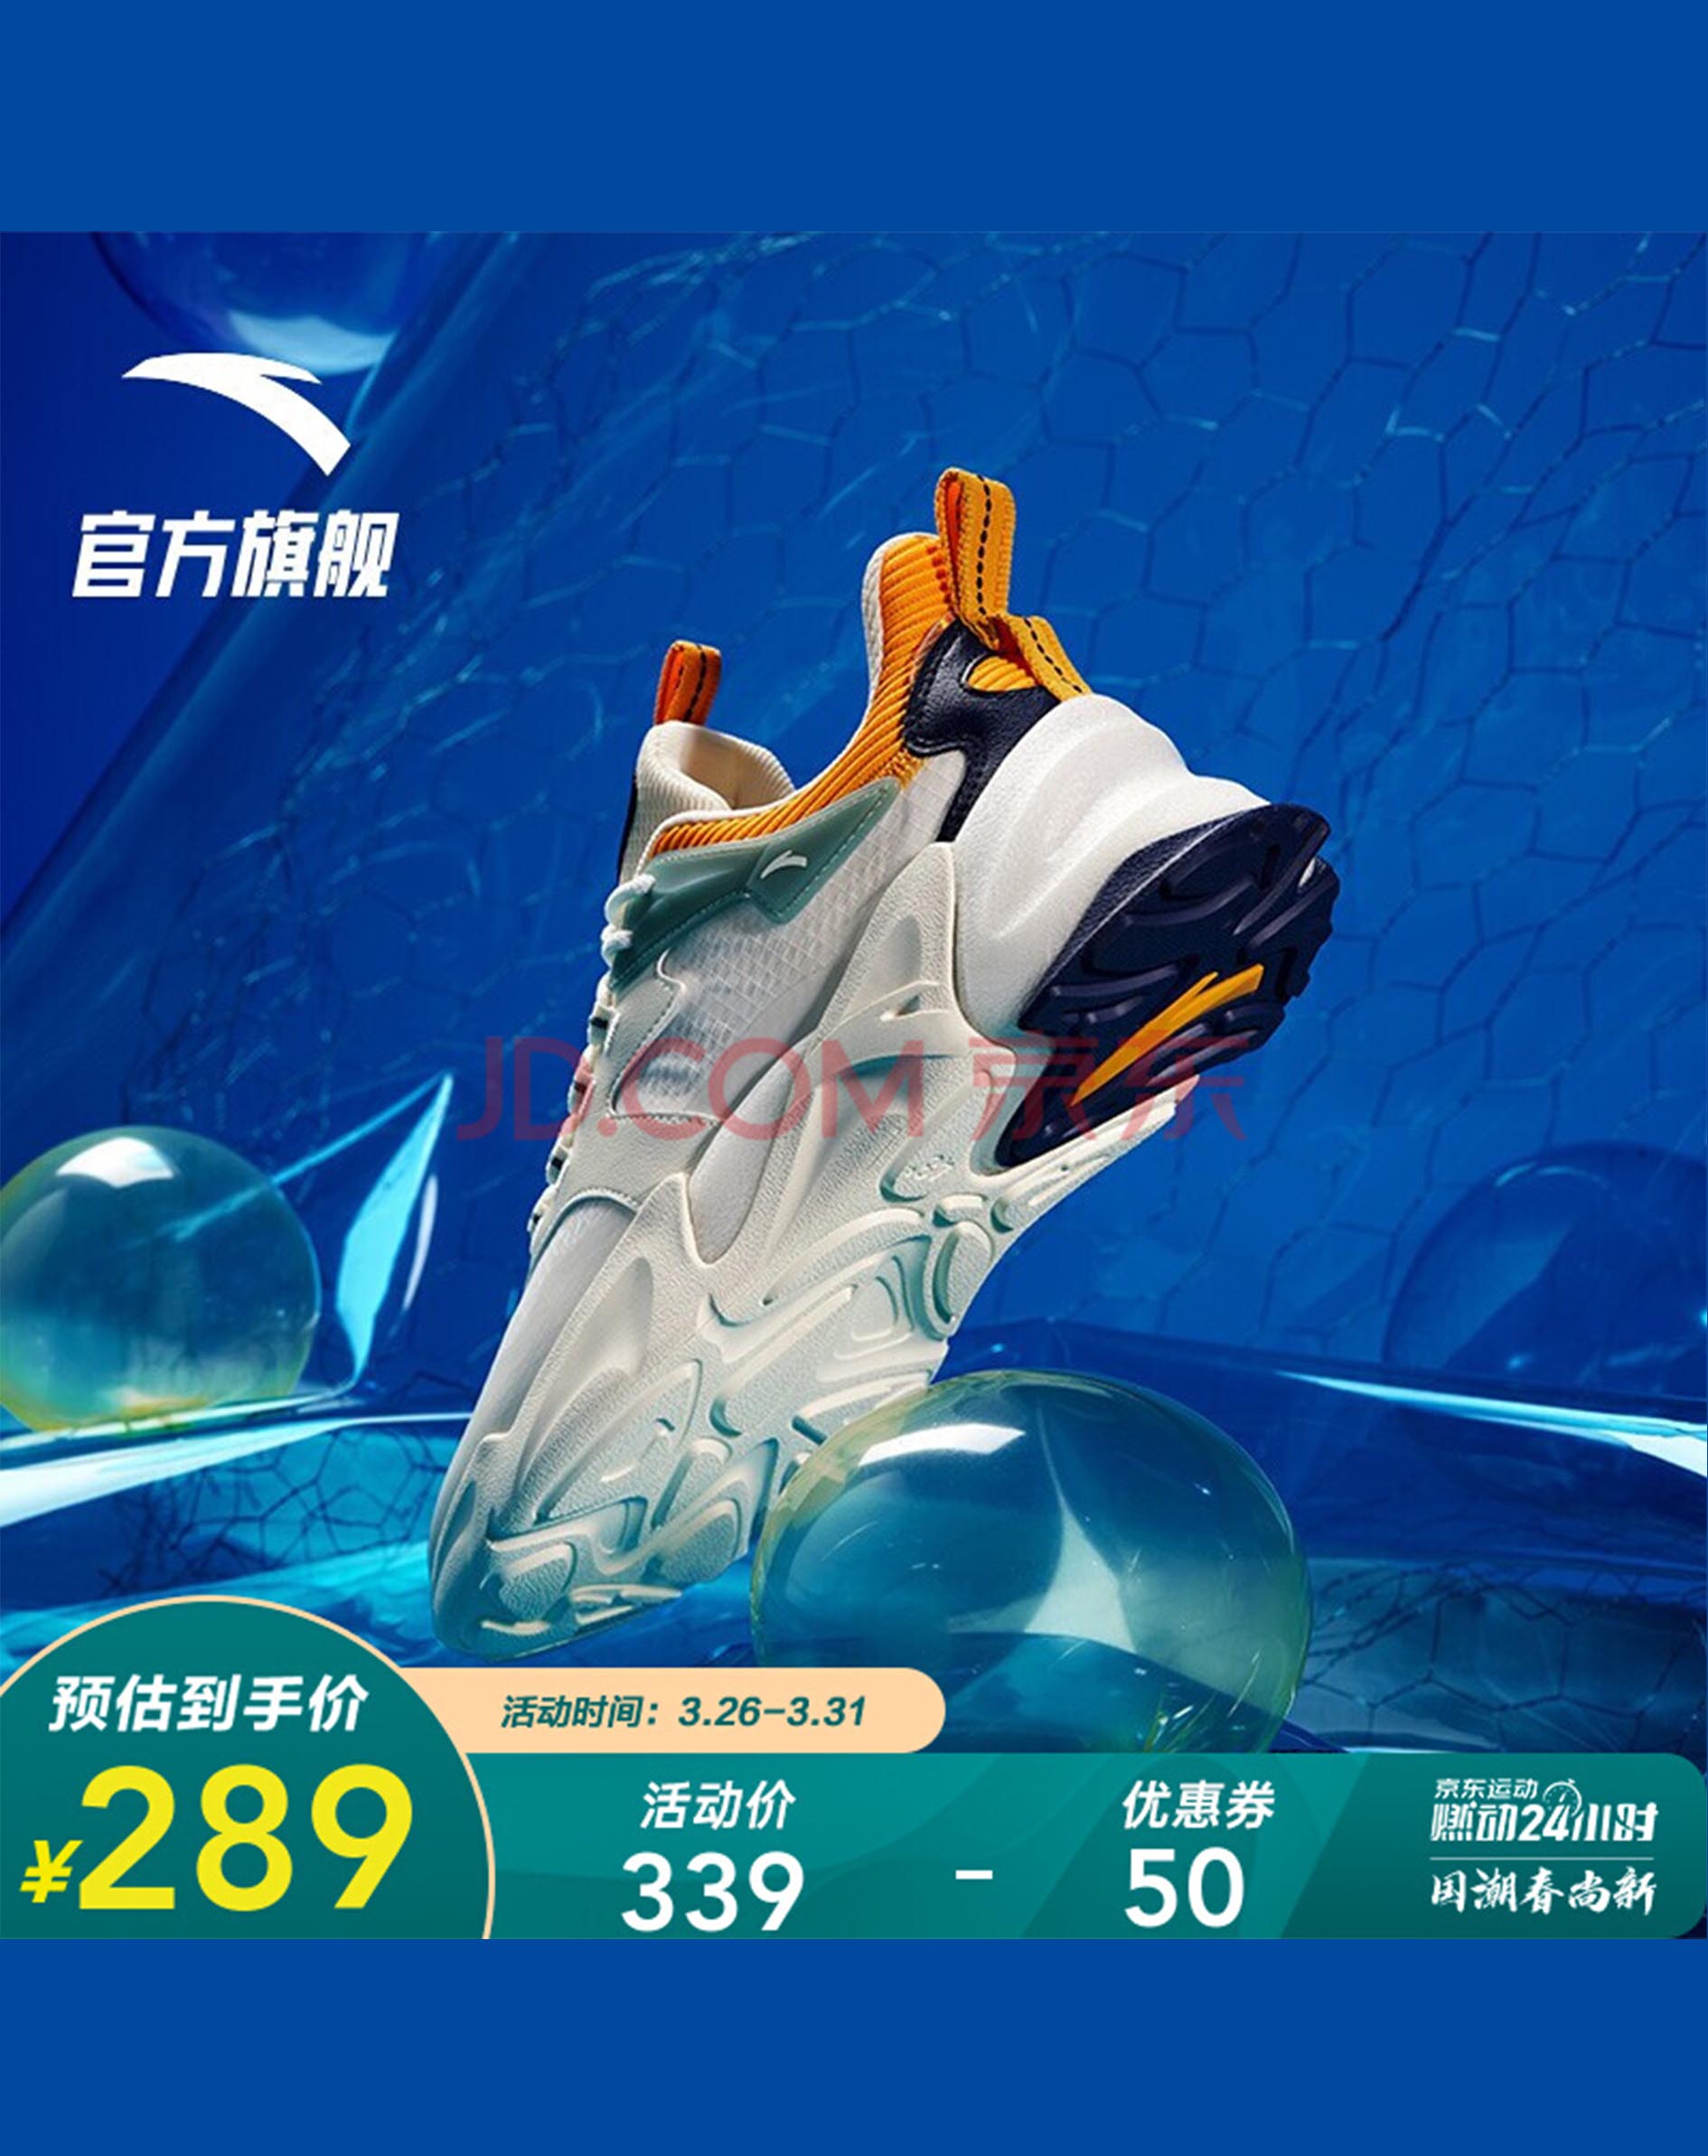 官方旗舰
JD.COM 京东
预估到手价
¥289
活动时间：3.26-3.31
活动价
339
-
优惠券
50
京东运动
燃动24小时
国潮春尚新